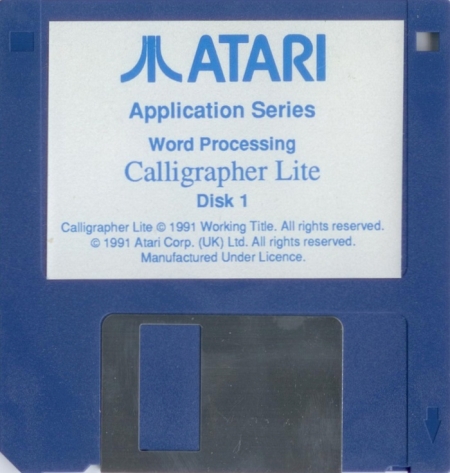 ATARI
Application Series
Word Processing
Calligrapher Lite
Disk 1
Calligrapher Lite © 1991 Working Title. All rights reserved.
© 1991 Atari Corp. (UK) Ltd. All rights reserved.
Manufactured Under Licence.